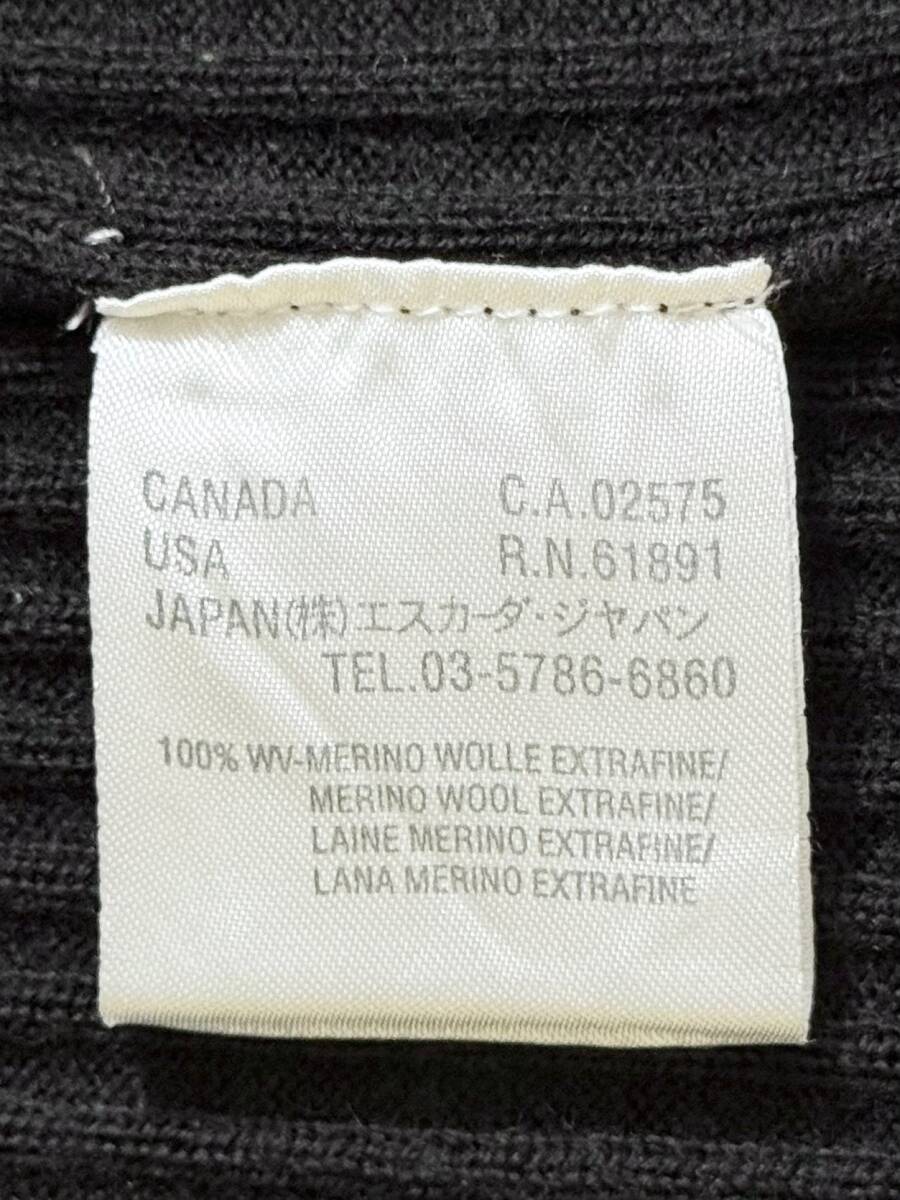 CANADA C.A.02575
USA R.N.61891
JAPAN(株)エスカーダ・ジャパン
TEL.03-5786-6860
100% WV-MERINO WOLLE EXTRAFINE/
MERINO WOOL EXTRAFINE/
LAINE MERINO EXTRAFINE/
LANA MERINO EXTRAFINE